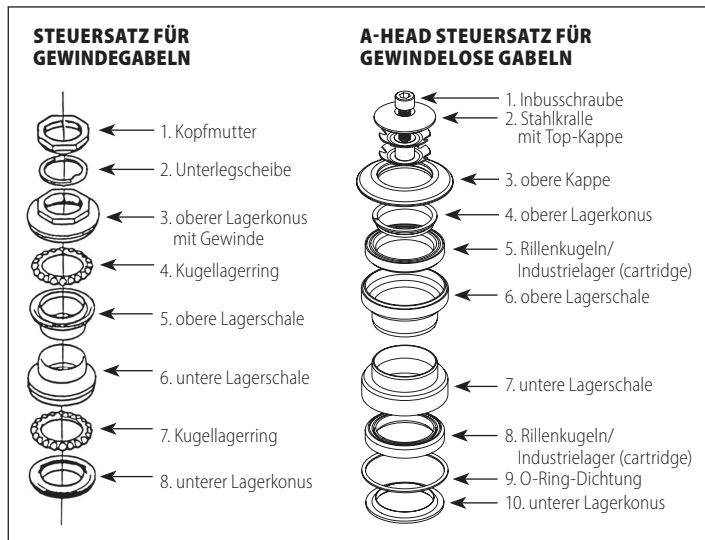 STEUERSATZ FÜR
GEWINDEGABELN
1. Kopfmutter
2. Unterlegscheibe
3. oberer Lagerkonus
mit Gewinde
4. Kugellagerring
5. obere Lagerschale
6. untere Lagerschale
7. Kugellagerring
8. unterer Lagerkonus
A-HEAD STEUERSATZ FÜR
GEWINDELOSE GABELN
1. Inbusschraube
2. Stahlkralle
mit Top-Kappe
3. obere Kappe
4. oberer Lagerkonus
5. Rillenkugeln/
Industrielager (cartridge)
6. obere Lagerschale
7. untere Lagerschale
8. Rillenkugeln/
Industrielager (cartridge)
9. O-Ring-Dichtung
10. unterer Lagerkonus